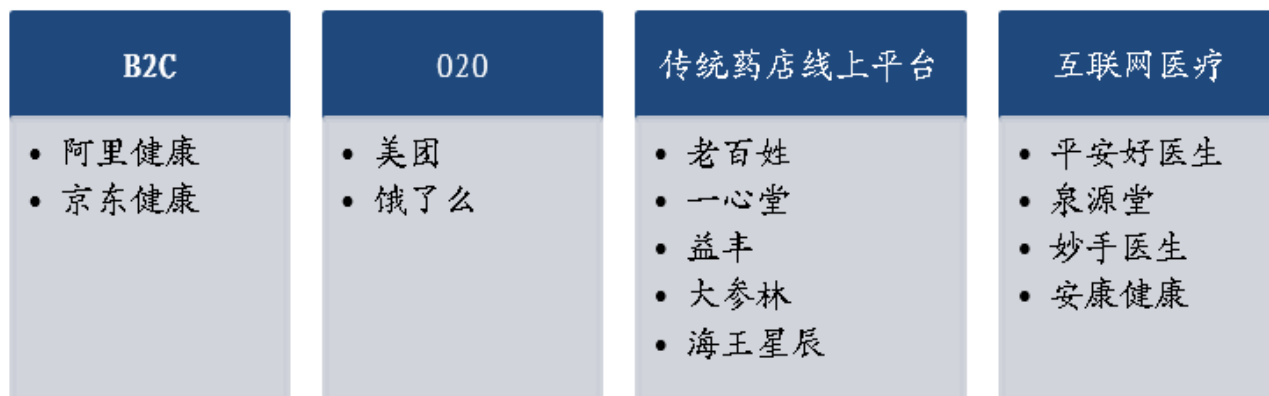 B2C
• 阿里健康
• 京东健康
O2O
• 美团
• 饿了么
传统药店线上平台
• 老百姓
• 一心堂
• 益丰
• 大参林
• 海王星辰
互联网医疗
• 平安好医生
• 泉源堂
• 妙手医生
• 安康健康